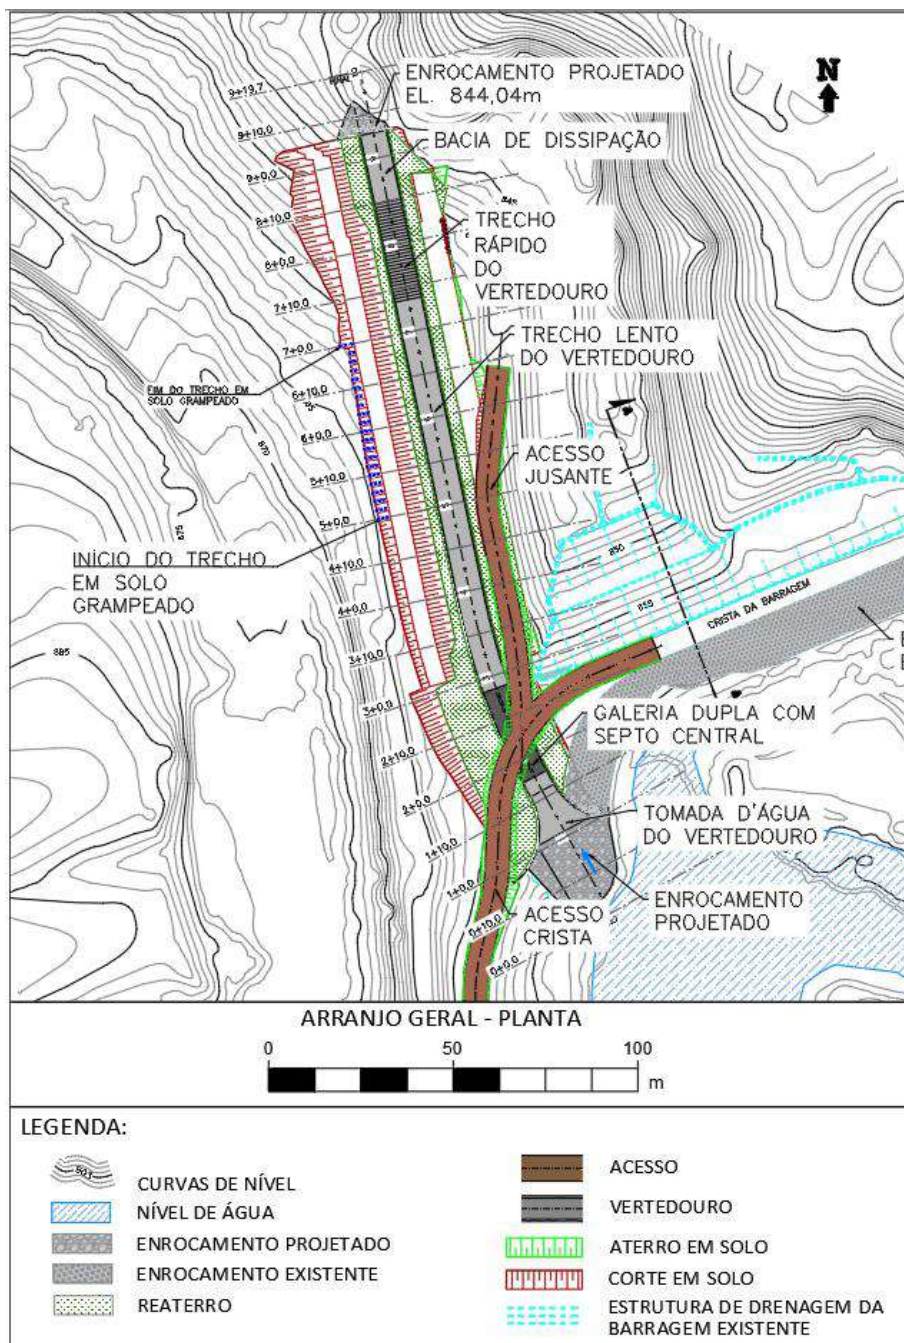 N
ENROCAMENTO PROJETADO
EL. 844,04m
BACIA DE DISSIPAÇÃO
TRECHO
RÁPIDO
DO
VERTEDOURO
TRECHO LENTO
DO VERTEDOURO
FIM DO TRECHO EM
SOLO GRAMPEADO
ACESSO
JUSANTE
INÍCIO DO TRECHO
EM SOLO
GRAMPEADO
CRISTA DA BARRAGEM
GALERIA DUPLA COM
SEPTO CENTRAL
TOMADA D'ÁGUA
DO VERTEDOURO
ENROCAMENTO
PROJETADO
ACESSO
CRISTA
9+19,7
9+10,0
9+0,0
8+10,0
8+0,0
7+10,0
7+0,0
6+10,0
6+0,0
5+10,0
5+0,0
4+10,0
4+0,0
3+10,0
3+0,0
2+10,0
2+0,0
1+10,0
1+0,0
0+10,0
0+0,0
870
875
885
850
855
ARRANJO GERAL - PLANTA
0 50 100
m
LEGENDA:
CURVAS DE NÍVEL
NÍVEL DE ÁGUA
ENROCAMENTO PROJETADO
ENROCAMENTO EXISTENTE
REATERRO
ACESSO
VERTEDOURO
ATERRO EM SOLO
CORTE EM SOLO
ESTRUTURA DE DRENAGEM DA
BARRAGEM EXISTENTE